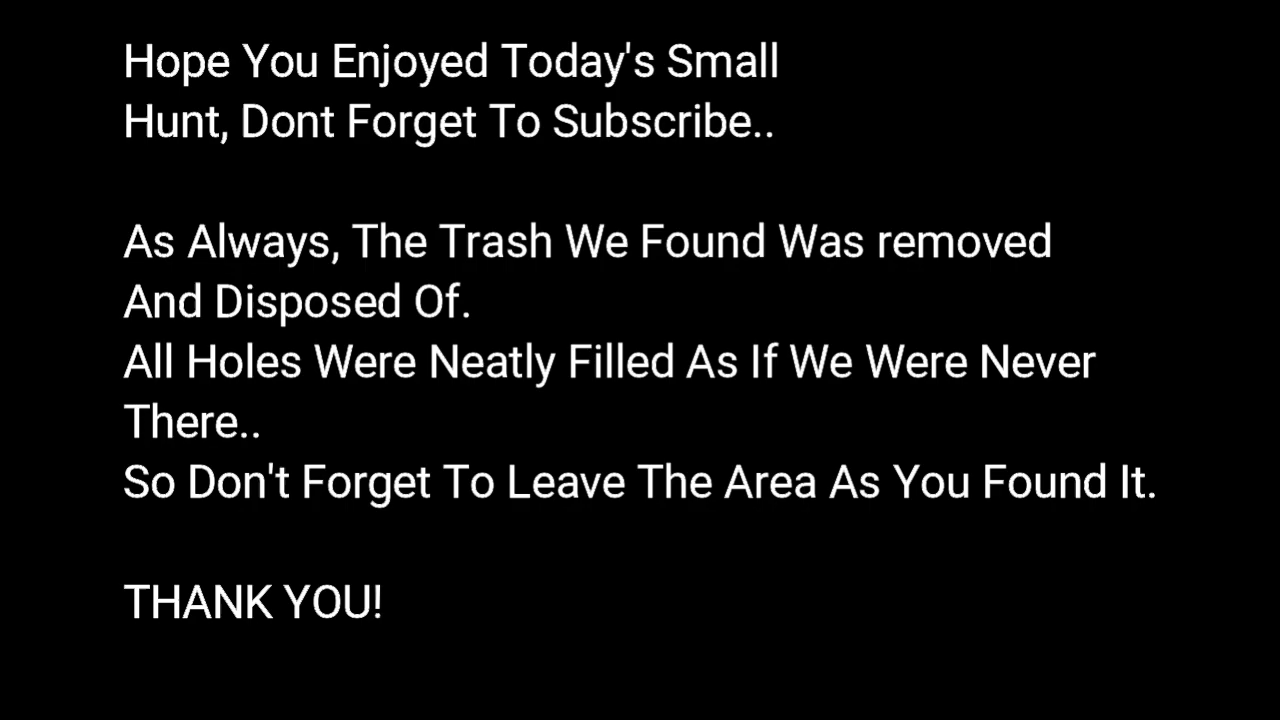 Hope You Enjoyed Today's Small
Hunt, Dont Forget To Subscribe..
As Always, The Trash We Found Was removed
And Disposed Of.
All Holes Were Neatly Filled As If We Were Never
There..
So Don't Forget To Leave The Area As You Found It.
THANK YOU!